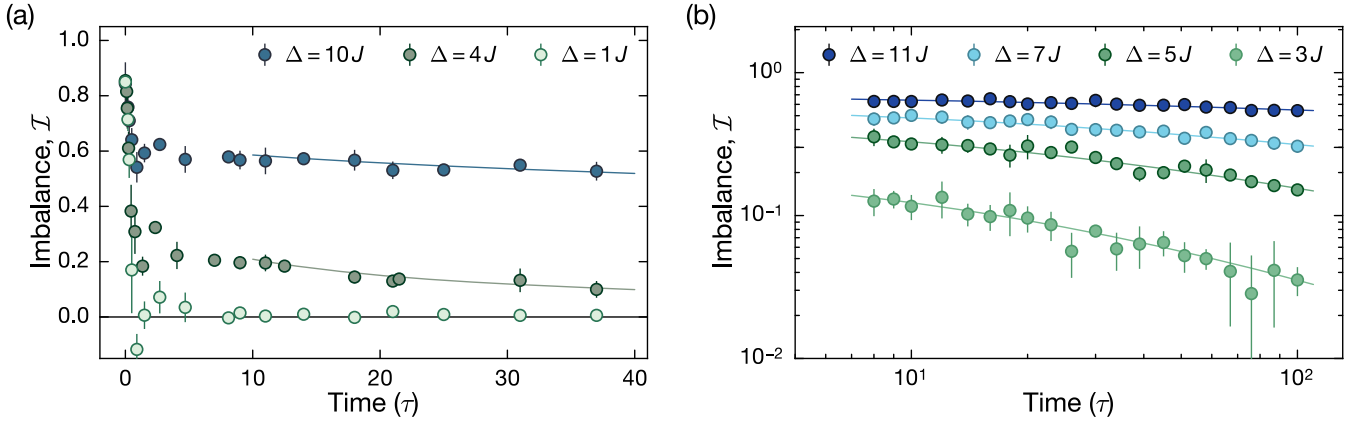 (a)
Δ = 10 J Δ = 4 J Δ = 1 J
Imbalance, ℐ
1.0
0.8
0.6
0.4
0.2
0.0
0 10 20 30 40
Time (τ)
(b)
Δ = 11 J Δ = 7 J Δ = 5 J Δ = 3 J
Imbalance, ℐ
10⁰
10⁻¹
10⁻²
10¹ 10²
Time (τ)